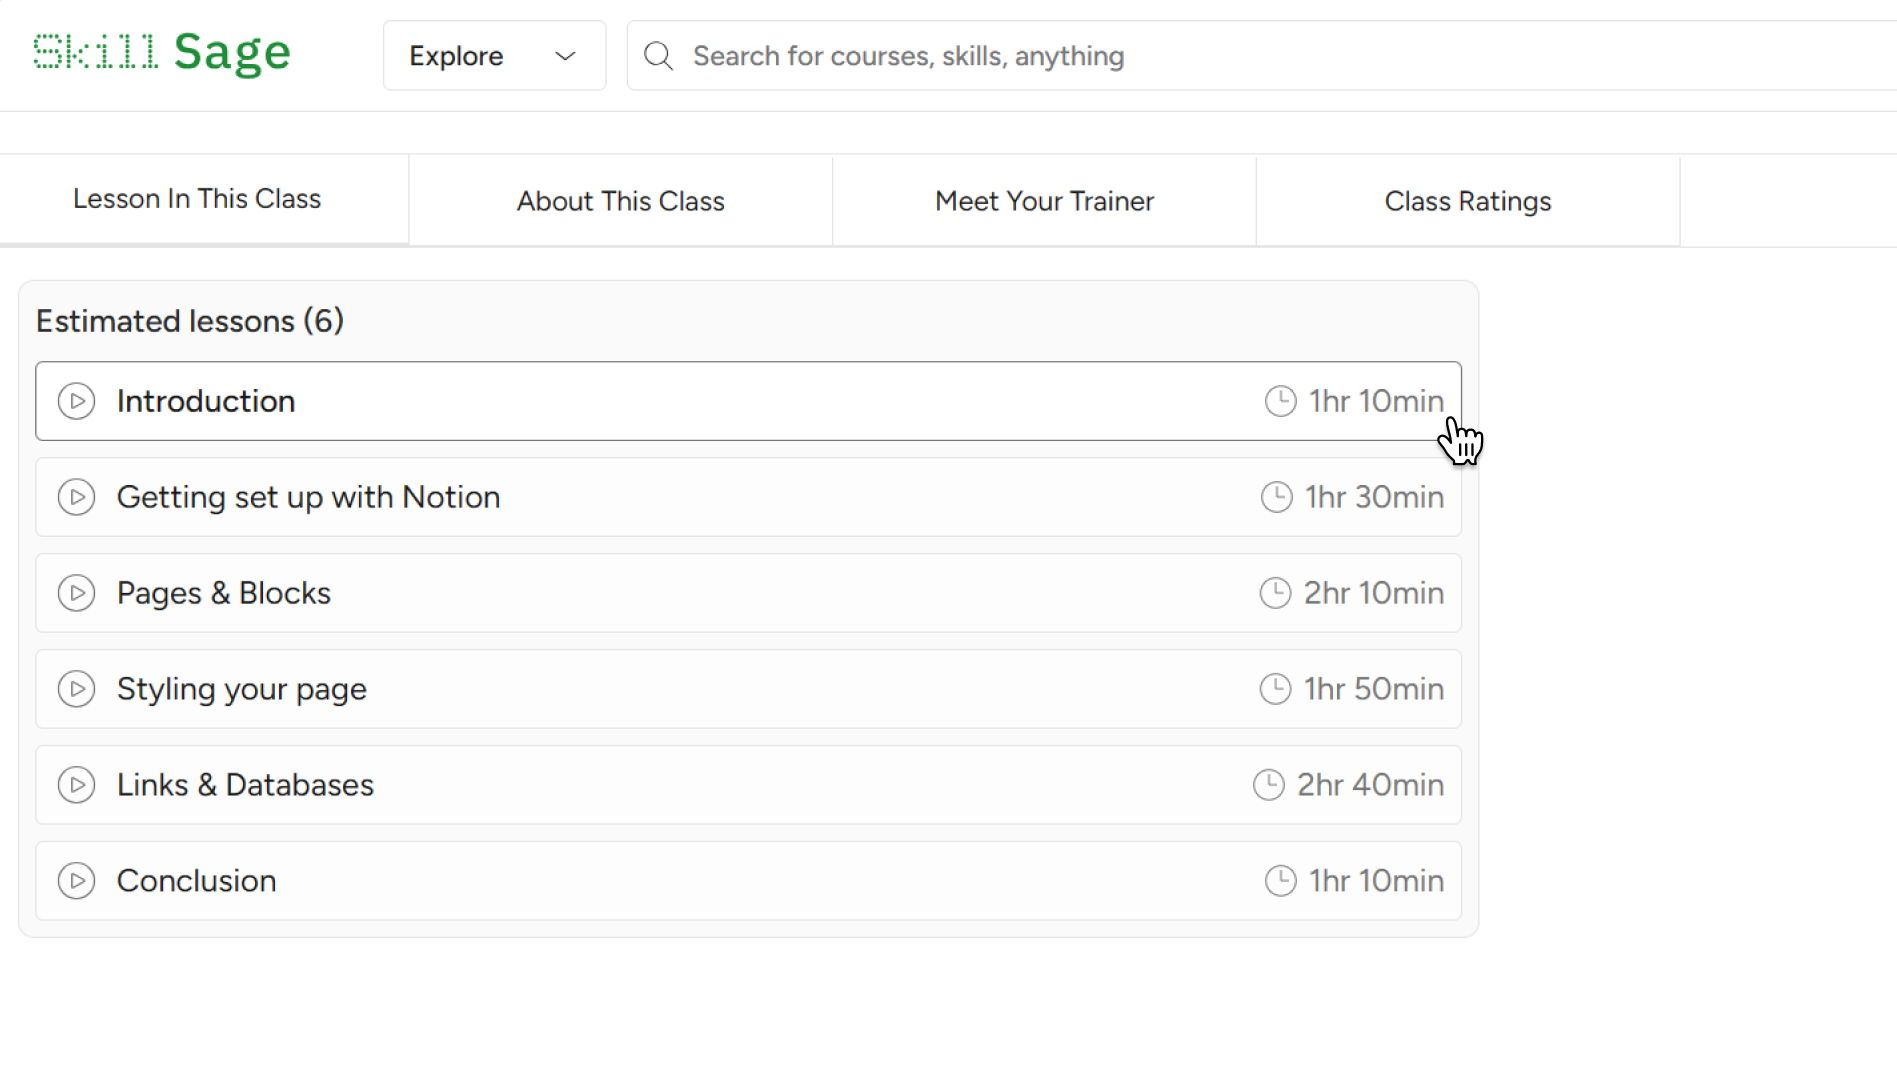 Skill Sage
Explore
Search for courses, skills, anything
Lesson In This Class
About This Class
Meet Your Trainer
Class Ratings
Estimated lessons (6)
Introduction 1hr 10min
Getting set up with Notion 1hr 30min
Pages & Blocks 2hr 10min
Styling your page 1hr 50min
Links & Databases 2hr 40min
Conclusion 1hr 10min